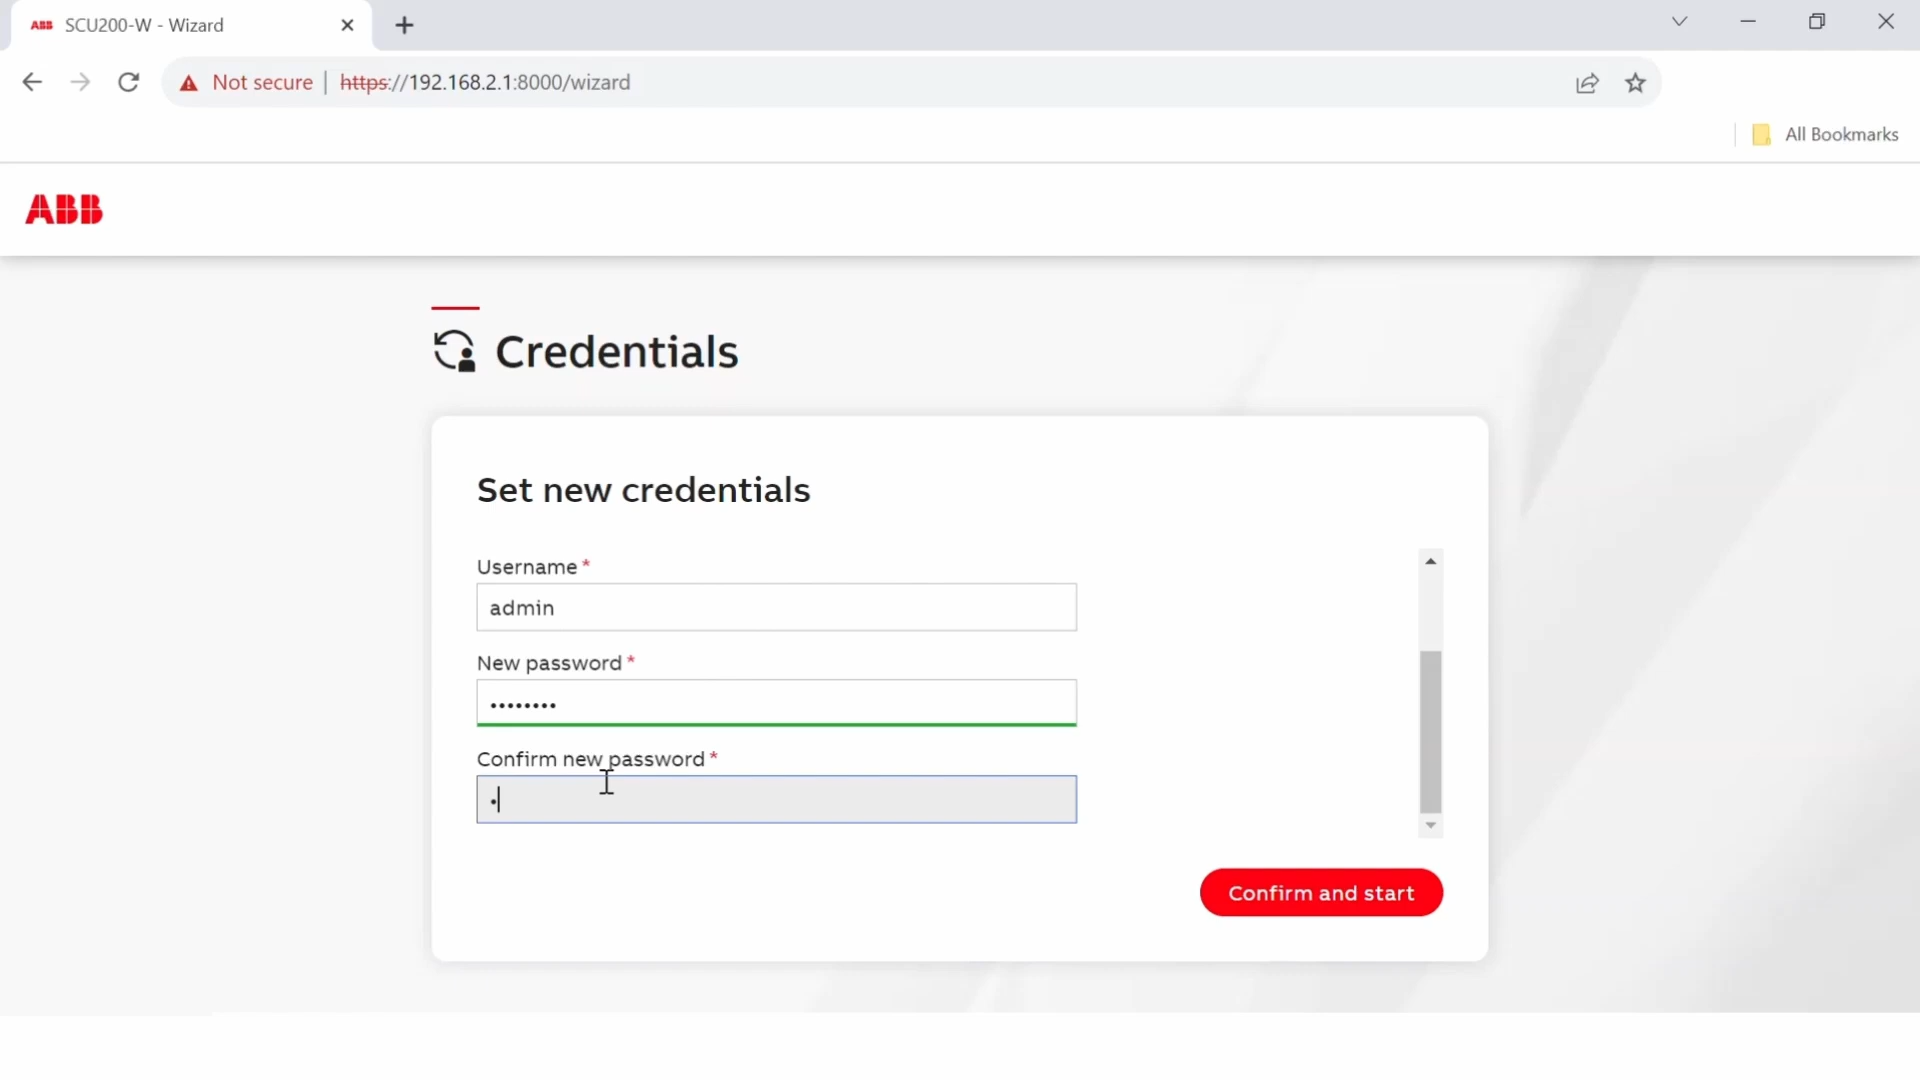 ABB SCU200-W - Wizard
Not secure | https://192.168.2.1:8000/wizard
All Bookmarks
ABB
Credentials
Set new credentials
Username *
admin
New password *
••••••••
Confirm new password *
•
Confirm and start